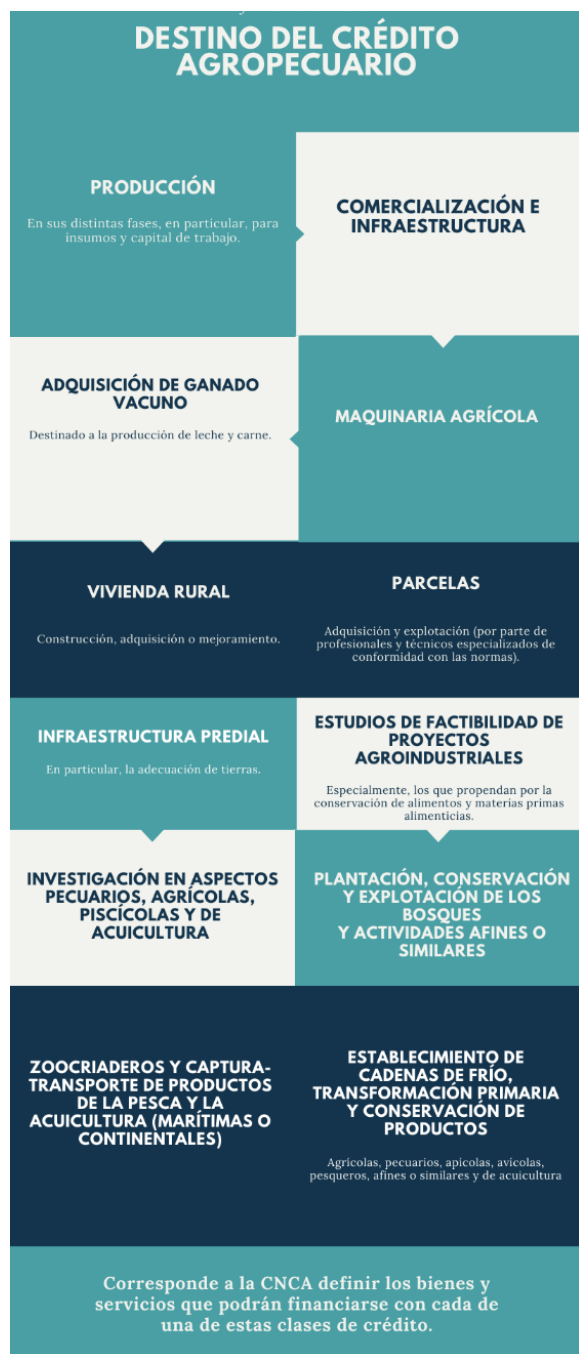 DESTINO DEL CRÉDITO
AGROPECUARIO
PRODUCCIÓN
En sus distintas fases, en particular, para
insumos y capital de trabajo.
COMERCIALIZACIÓN E
INFRAESTRUCTURA
ADQUISICIÓN DE GANADO
VACUNO
Destinado a la producción de leche y carne.
MAQUINARIA AGRÍCOLA
VIVIENDA RURAL
Construcción, adquisición o mejoramiento.
PARCELAS
Adquisición y explotación (por parte de
profesionales y técnicos especializados de
conformidad con las normas).
INFRAESTRUCTURA PREDIAL
En particular, la adecuación de tierras.
ESTUDIOS DE FACTIBILIDAD DE
PROYECTOS
AGROINDUSTRIALES
Especialmente, los que propendan por la
conservación de alimentos y materias primas
alimenticias.
INVESTIGACIÓN EN ASPECTOS
PECUARIOS, AGRÍCOLAS,
PISCÍCOLAS Y DE
ACUICULTURA
PLANTACIÓN, CONSERVACIÓN
Y EXPLOTACIÓN DE LOS
BOSQUES
Y ACTIVIDADES AFINES O
SIMILARES
ZOOCRIADEROS Y CAPTURA-
TRANSPORTE DE PRODUCTOS
DE LA PESCA Y LA
ACUICULTURA (MARÍTIMAS O
CONTINENTALES)
ESTABLECIMIENTO DE
CADENAS DE FRÍO,
TRANSFORMACIÓN PRIMARIA
Y CONSERVACIÓN DE
PRODUCTOS
Agrícolas, pecuarios, apícolas, avícolas,
pesqueros, afines o similares y de acuicultura
Corresponde a la CNCA definir los bienes y
servicios que podrán financiarse con cada de
una de estas clases de crédito.